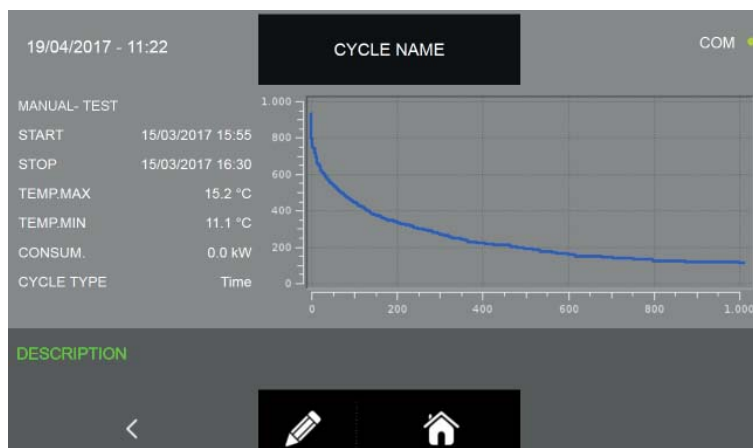 19/04/2017 - 11:22
CYCLE NAME
COM
MANUAL- TEST
START 15/03/2017 15:55
STOP 15/03/2017 16:30
TEMP.MAX 15.2 °C
TEMP.MIN 11.1 °C
CONSUM. 0.0 kW
CYCLE TYPE Time
1.000
800
600
400
200
0
0 200 400 600 800 1.000
DESCRIPTION